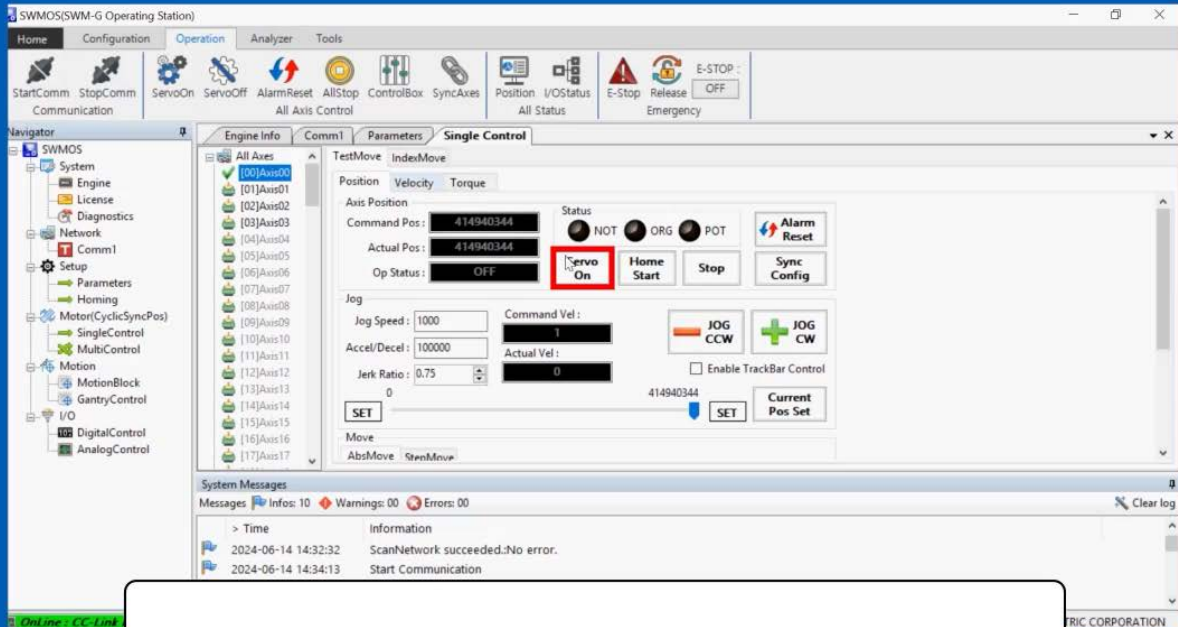 SWMOS(SWM-G Operating Station)
Home Configuration Operation Analyzer Tools
StartComm StopComm ServoOn ServoOff AlarmReset AllStop ControlBox SyncAxes Position I/OStatus E-Stop Release E-STOP : OFF
Communication All Axis Control All Status Emergency
Navigator
SWMOS
System
Engine
License
Diagnostics
Network
Comm1
Setup
Parameters
Homing
Motor(CyclicSyncPos)
SingleControl
MultiControl
Motion
MotionBlock
GantryControl
I/O
DigitalControl
AnalogControl
Engine Info Comm1 Parameters Single Control
All Axes
[00]Axis00
[01]Axis01
[02]Axis02
[03]Axis03
[04]Axis04
[05]Axis05
[06]Axis06
[07]Axis07
[08]Axis08
[09]Axis09
[10]Axis10
[11]Axis11
[12]Axis12
[13]Axis13
[14]Axis14
[15]Axis15
[16]Axis16
[17]Axis17
TestMove IndexMove
Position Velocity Torque
Axis Position
Command Pos : 414940344
Actual Pos : 414940344
Op Status : OFF
Status
NOT ORG POT
Alarm Reset
Servo On
Home Start
Stop
Sync Config
Jog
Jog Speed : 1000
Accel/Decel : 100000
Jerk Ratio : 0.75
Command Vel :
1
Actual Vel :
0
JOG CCW
JOG CW
Enable TrackBar Control
0 414940344
SET SET
Current Pos Set
Move
AbsMove StepMove
System Messages
Messages Infos: 10 Warnings: 00 Errors: 00 Clear log
> Time Information
2024-06-14 14:32:32 ScanNetwork succeeded.:No error.
2024-06-14 14:34:13 Start Communication
OnLine : CC-Link
TRIC CORPORATION